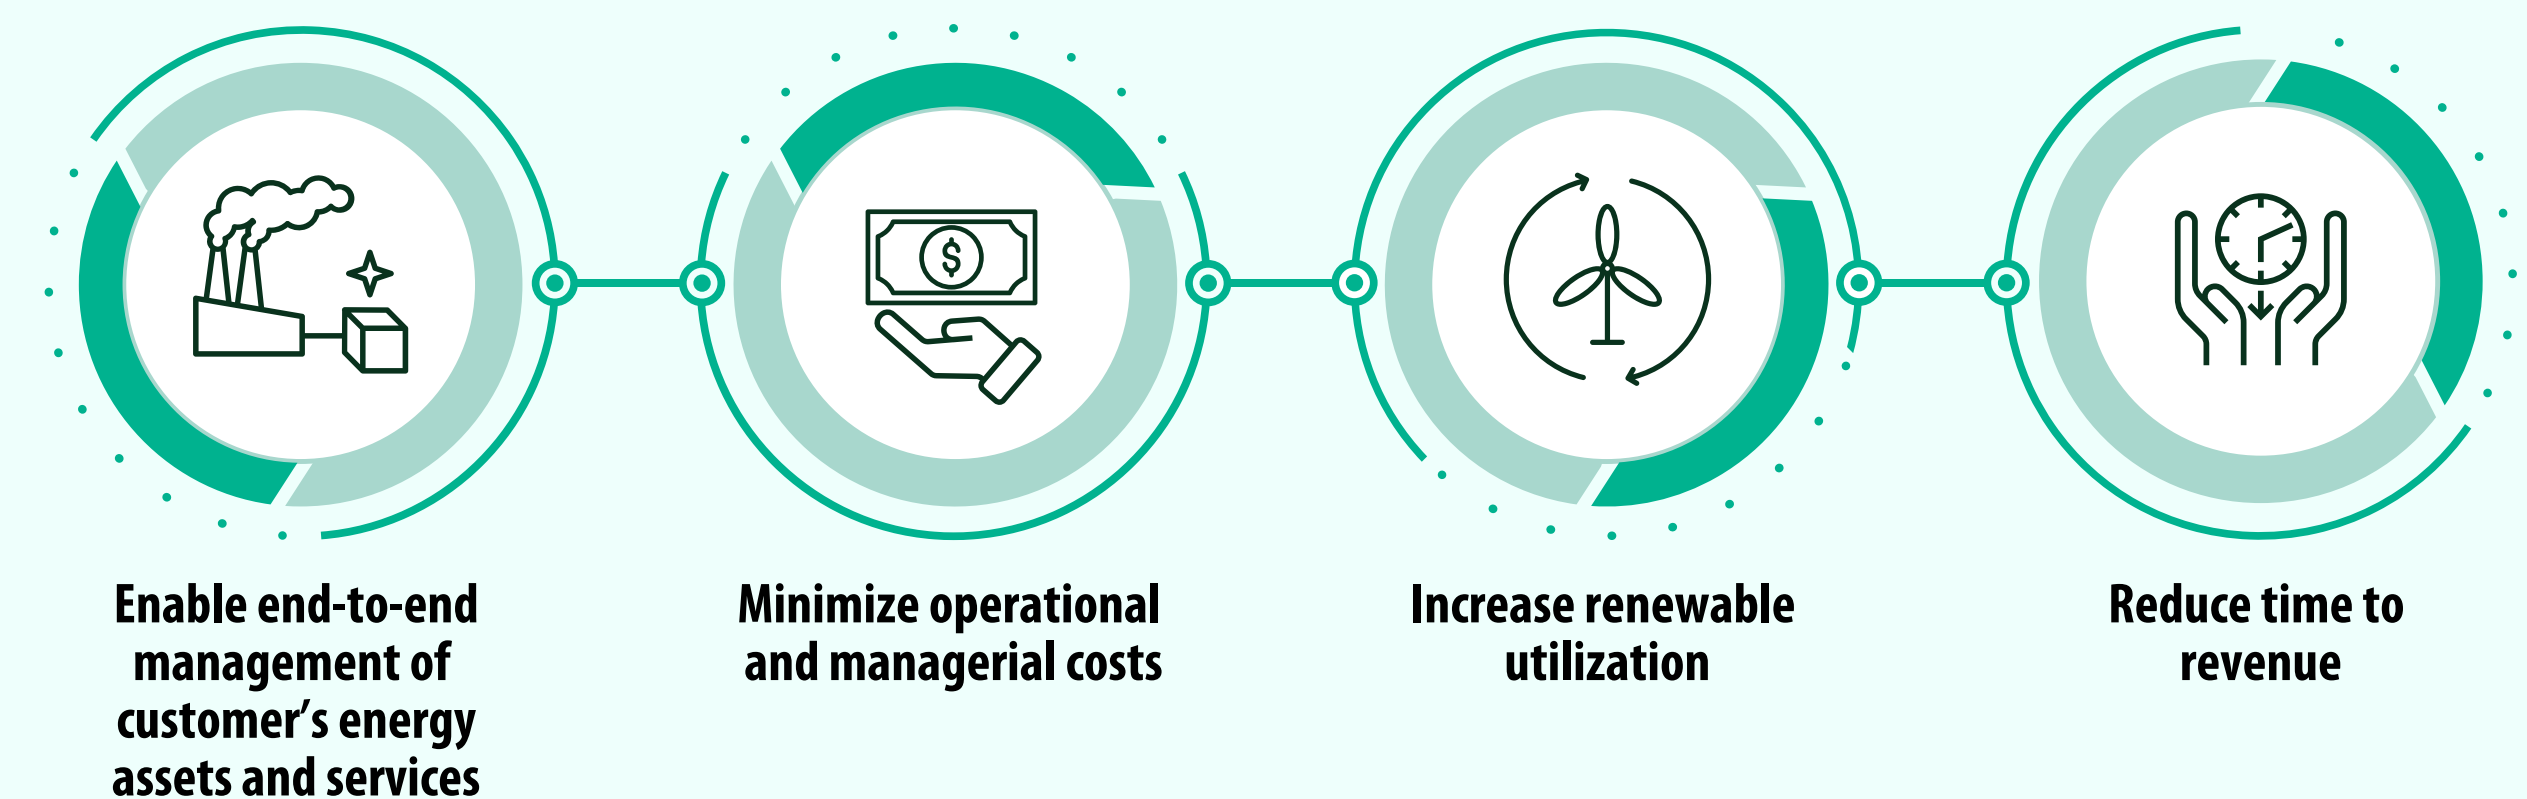 Enable end-to-end
management of
customer’s energy
assets and services
Minimize operational
and managerial costs
Increase renewable
utilization
Reduce time to
revenue
$